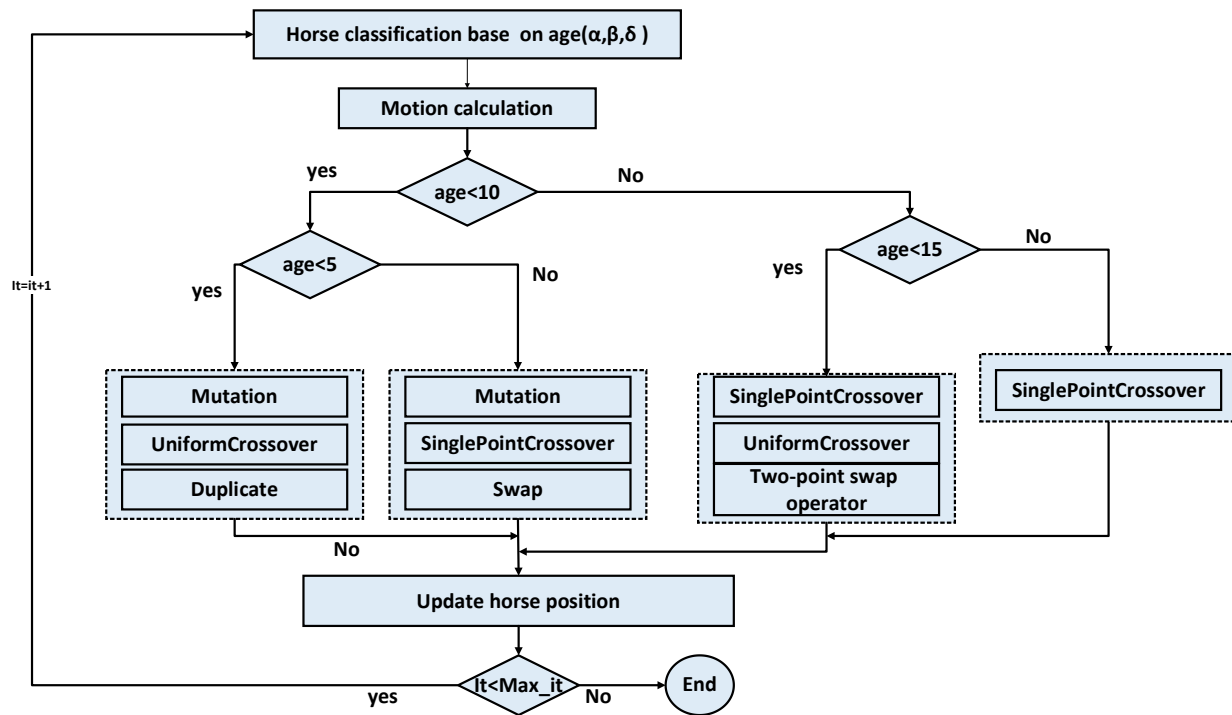 Horse classification base on age(α,β,δ )
Motion calculation
yes
age<10
No
age<5
yes
No
age<15
yes
No
It=it+1
Mutation
UniformCrossover
Duplicate
Mutation
SinglePointCrossover
Swap
SinglePointCrossover
UniformCrossover
Two-point swap
operator
SinglePointCrossover
No
Update horse position
It<Max_it
yes
No
End